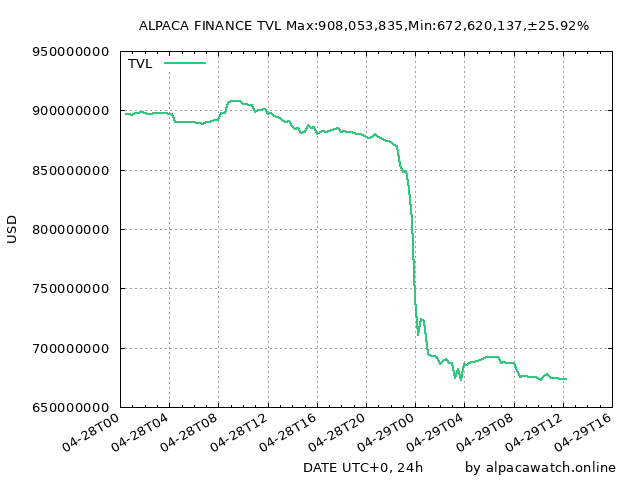 ALPACA FINANCE TVL Max:908,053,835,Min:672,620,137,±25.92%
TVL
950000000
900000000
850000000
800000000
750000000
700000000
650000000
USD
04-28T00
04-28T04
04-28T08
04-28T12
04-28T16
04-28T20
04-29T00
04-29T04
04-29T08
04-29T12
04-29T16
DATE UTC+0, 24h
by alpacawatch.online